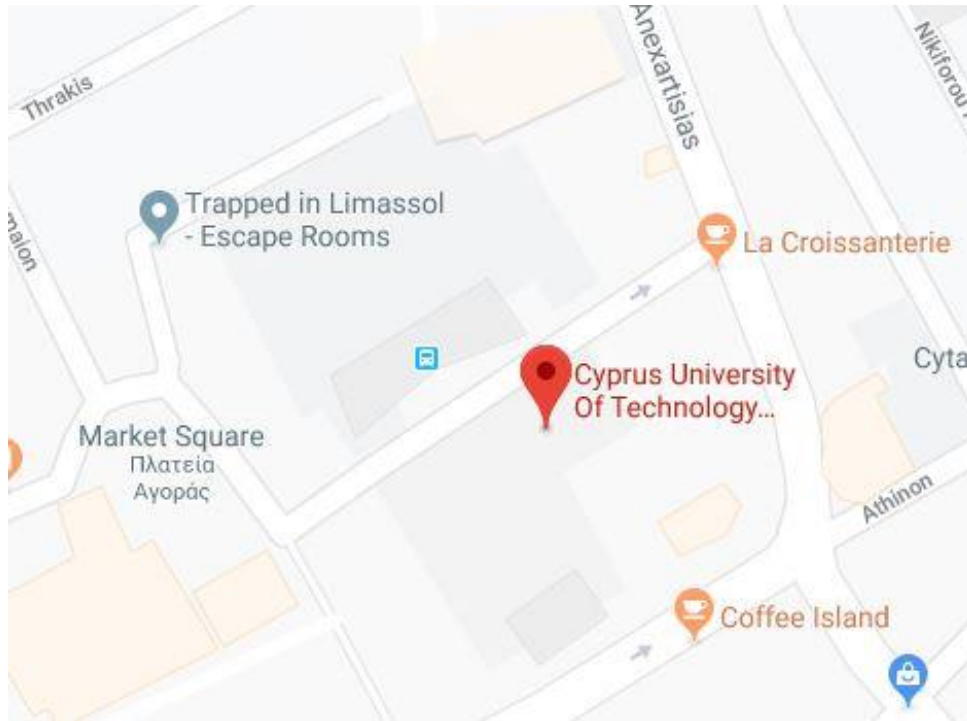 Thrakis
Anexartisias
Nikiforou
Trapped in Limassol
- Escape Rooms
malon
La Croissanterie
Cyprus University
Of Technology...
Cyta
Market Square
Πλατεία
Αγοράς
Athinon
Coffee Island